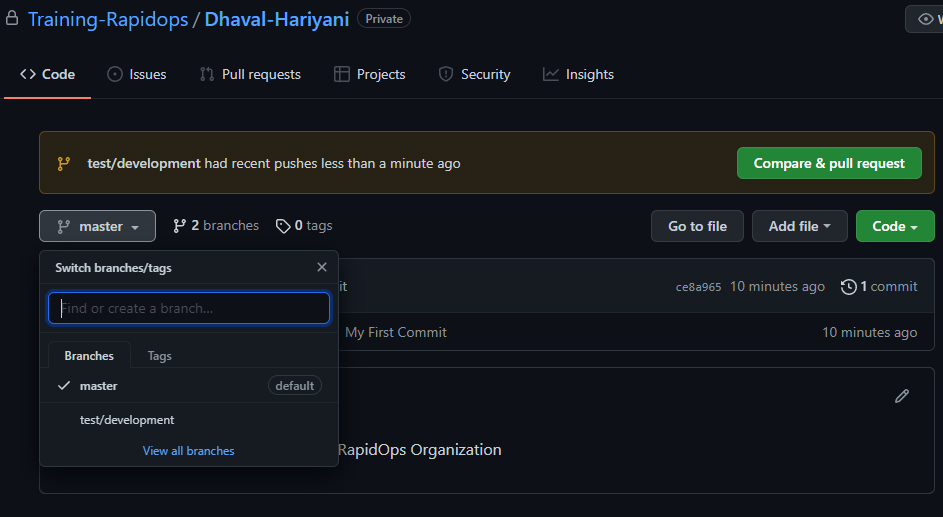 Training-Rapidops / Dhaval-Hariyani Private
Code Issues Pull requests Projects Security Insights
test/development had recent pushes less than a minute ago Compare & pull request
master 2 branches 0 tags Go to file Add file Code
Switch branches/tags
ce8a965 10 minutes ago 1 commit
Find or create a branch...
My First Commit 10 minutes ago
Branches Tags
master default
test/development
RapidOps Organization
View all branches